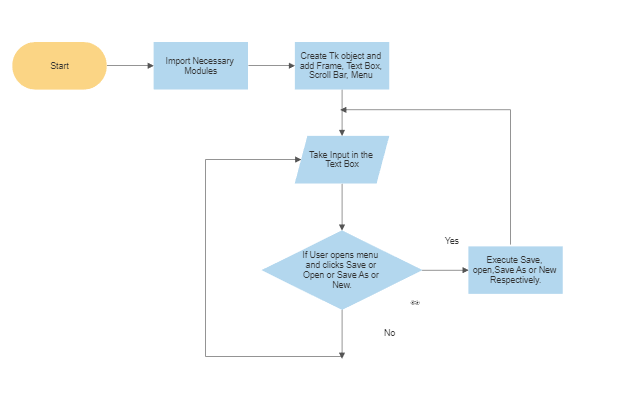 Start
Import Necessary
Modules
Create Tk object and
add Frame, Text Box,
Scroll Bar, Menu
Take Input in the
Text Box
If User opens menu
and clicks Save or
Open or Save As or
New.
Yes
Execute Save,
open,Save As or New
Respectively.
No